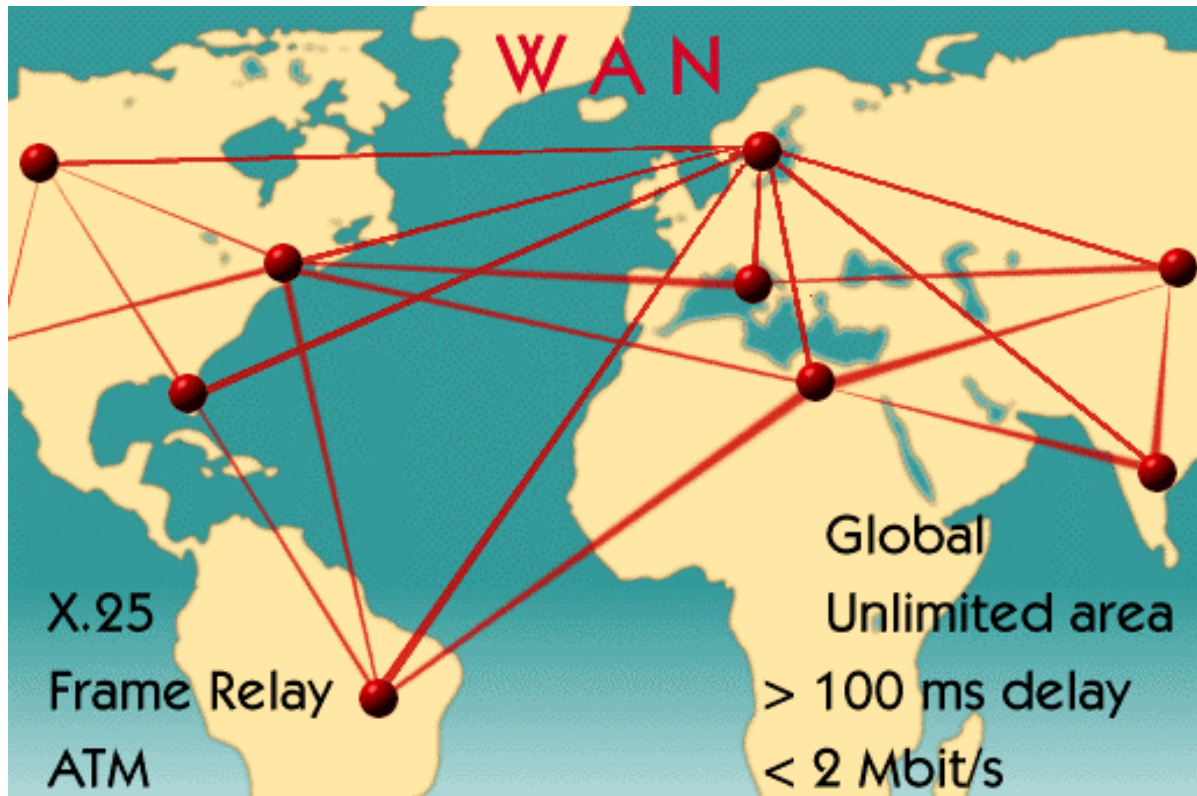 WAN
X.25
Frame Relay
ATM
Global
Unlimited area
> 100 ms delay
< 2 Mbit/s